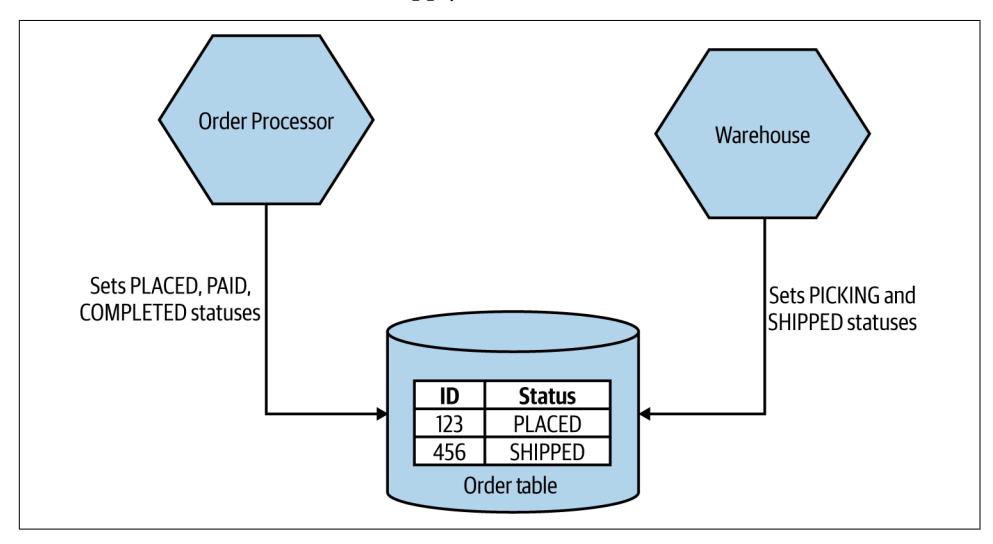 Order Processor
Warehouse
Sets PLACED, PAID,
COMPLETED statuses
Sets PICKING and
SHIPPED statuses
ID Status
123 PLACED
456 SHIPPED
Order table